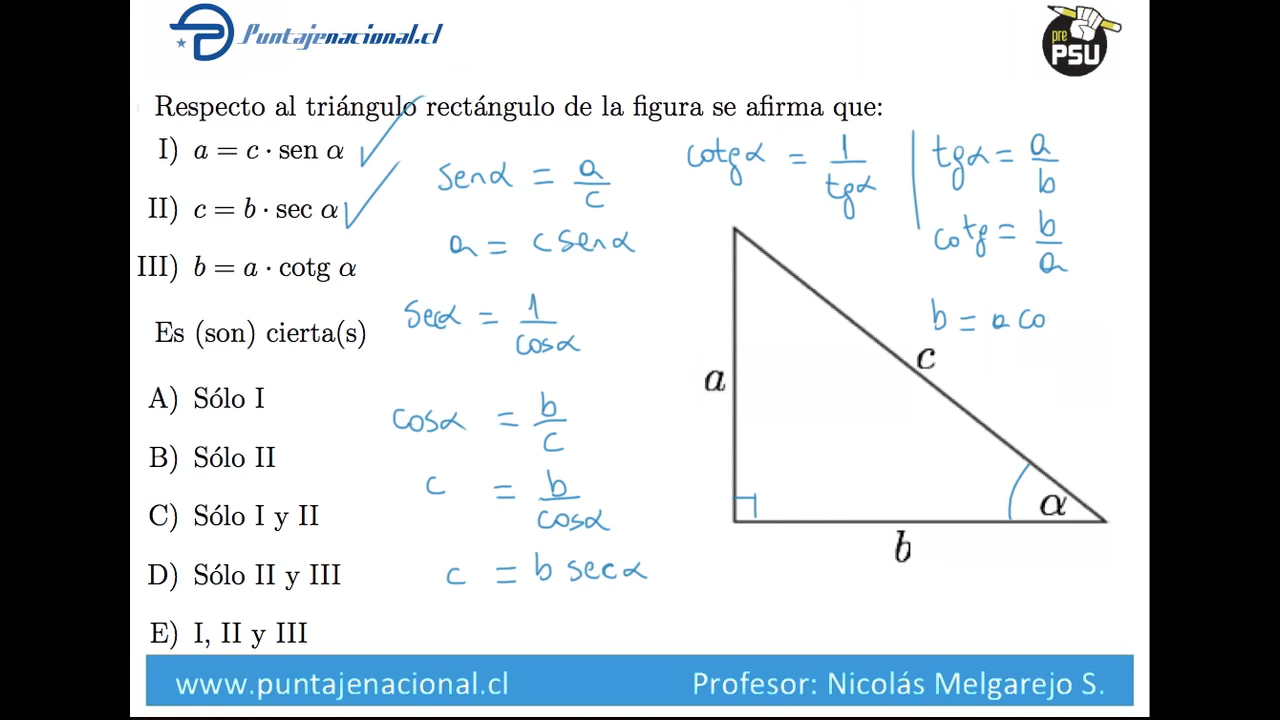 Puntajenacional.cl
pre
PSU
Respecto al triángulo rectángulo de la figura se afirma que:
I) a = c · sen α
II) c = b · sec α
III) b = a · cotg α
Es (son) cierta(s)
A) Sólo I
B) Sólo II
C) Sólo I y II
D) Sólo II y III
E) I, II y III
senα = a/c
a = c senα
secα = 1/cosα
cosα = b/c
c = b/cosα
c = b secα
cotgα = 1/tgα
tgα = a/b
cotg = b/a
b = a co
a
c
b
α
www.puntajenacional.cl
Profesor: Nicolás Melgarejo S.